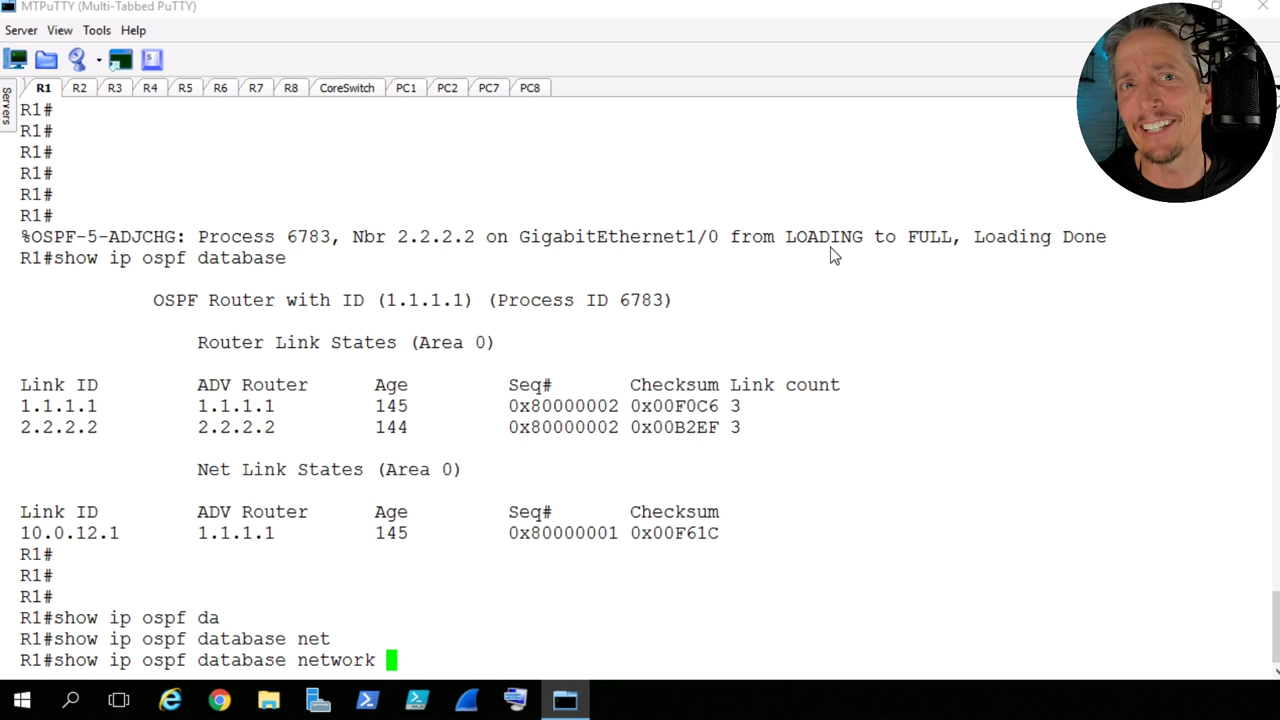 MTPuTTY (Multi-Tabbed PuTTY)
Server View Tools Help
R1 R2 R3 R4 R5 R6 R7 R8 CoreSwitch PC1 PC2 PC7 PC8
Servers
R1#
R1#
R1#
R1#
R1#
R1#
%OSPF-5-ADJCHG: Process 6783, Nbr 2.2.2.2 on GigabitEthernet1/0 from LOADING to FULL, Loading Done
R1#show ip ospf database
OSPF Router with ID (1.1.1.1) (Process ID 6783)
Router Link States (Area 0)
Link ID ADV Router Age Seq# Checksum Link count
1.1.1.1 1.1.1.1 145 0x80000002 0x00F0C6 3
2.2.2.2 2.2.2.2 144 0x80000002 0x00B2EF 3
Net Link States (Area 0)
Link ID ADV Router Age Seq# Checksum
10.0.12.1 1.1.1.1 145 0x80000001 0x00F61C
R1#
R1#
R1#
R1#show ip ospf da
R1#show ip ospf database net
R1#show ip ospf database network